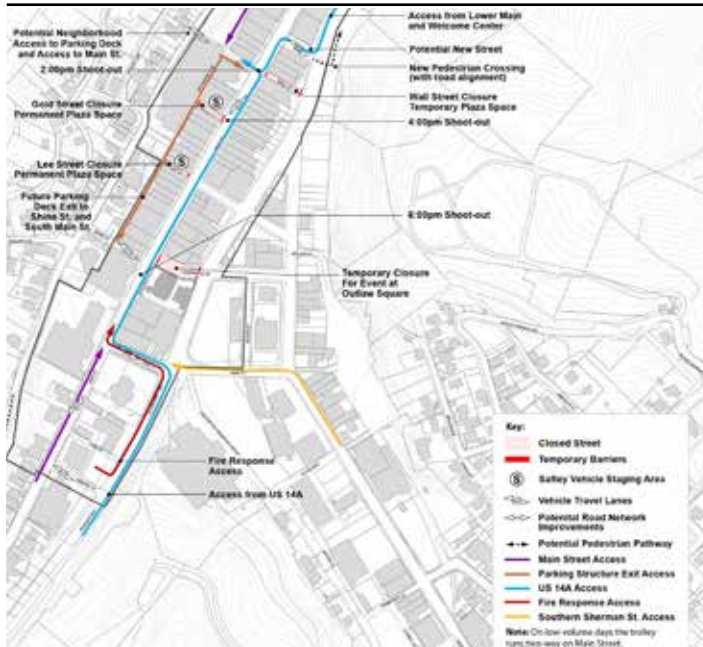 Potential Neighborhood
Access to Parking Deck
and Access to Main St.
2:00pm Shoot-out
Gold Street Closure
Permanent Plaza Space
Lee Street Closure
Permanent Plaza Space
Future Parking
Deck Exit to
Shine St. and
South Main St.
Access from Lower Main
and Welcome Center
Potential New Street
New Pedestrian Crossing
(with road alignment)
Wall Street Closure
Temporary Plaza Space
4:00pm Shoot-out
6:00pm Shoot-out
Temporary Closure
For Event at
Outlaw Square
S
S
Fire Response
Access
Access from US 14A
Key:
Closed Street
Temporary Barriers
S
Saftey Vehicle Staging Area
Vehicle Travel Lanes
Potenital Road Network
Improvements
Potential Pedestrian Pathway
Main Street Access
Parking Structure Exit Access
US 14A Access
Fire Response Access
Southern Sherman St. Access
Note: On low-volume days the trolley
runs two-way on Main Street.